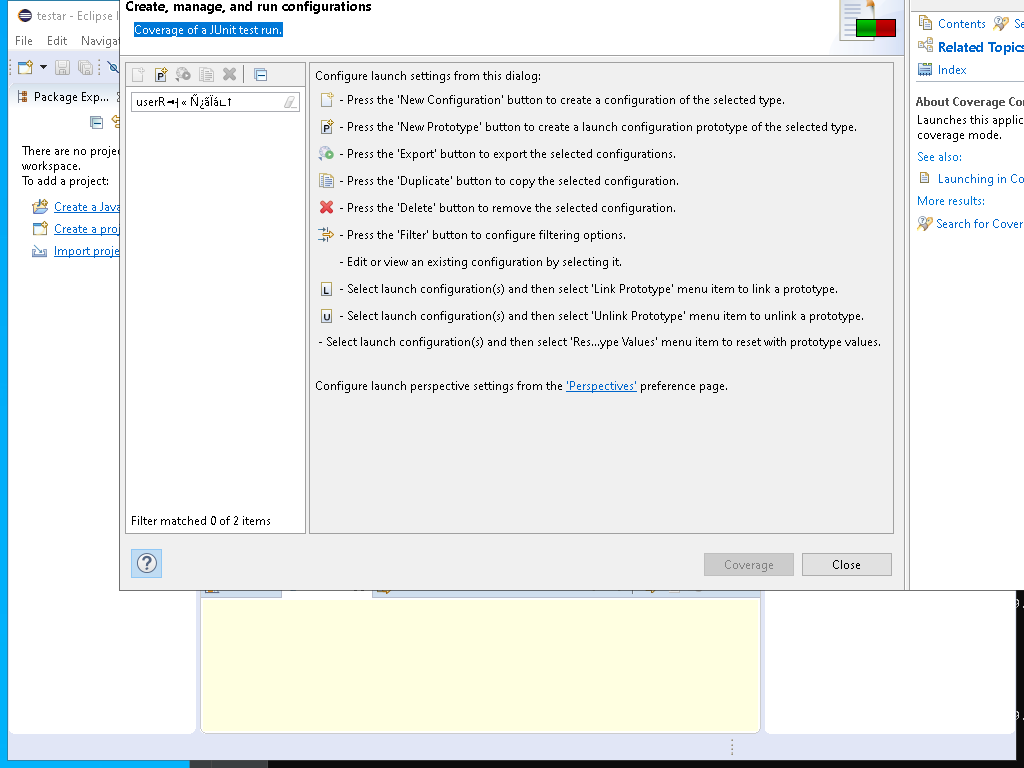 testar - Eclipse I
Create, manage, and run configurations
Coverage of a JUnit test run.
File Edit Naviga
Package Exp...
There are no proje
workspace.
To add a project:
Create a Java
Create a proj
Import proje
Configure launch settings from this dialog:
- Press the 'New Configuration' button to create a configuration of the selected type.
- Press the 'New Prototype' button to create a launch configuration prototype of the selected type.
- Press the 'Export' button to export the selected configurations.
- Press the 'Duplicate' button to copy the selected configuration.
- Press the 'Delete' button to remove the selected configuration.
- Press the 'Filter' button to configure filtering options.
- Edit or view an existing configuration by selecting it.
L - Select launch configuration(s) and then select 'Link Prototype' menu item to link a prototype.
U - Select launch configuration(s) and then select 'Unlink Prototype' menu item to unlink a prototype.
- Select launch configuration(s) and then select 'Res...ype Values' menu item to reset with prototype values.
Configure launch perspective settings from the 'Perspectives' preference page.
Filter matched 0 of 2 items
Coverage
Close
Contents Se
Related Topics
Index
About Coverage Co
Launches this applic
coverage mode.
See also:
Launching in Co
More results:
Search for Cover